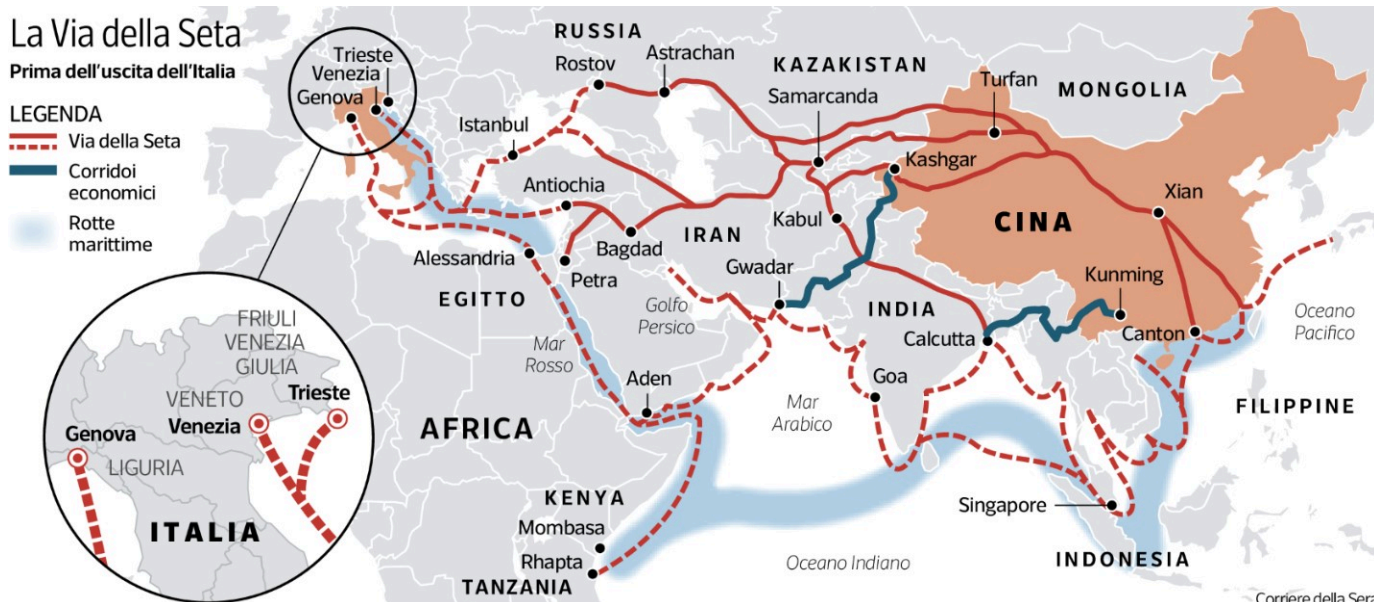 La Via della Seta
Prima dell'uscita dell'Italia
LEGENDA
Via della Seta
Corridoi
economici
Rotte
marittime
Trieste
Venezia
Genova
RUSSIA
Rostov
Astrachan
KAZAKISTAN
Samarcanda
Turfan
MONGOLIA
Istanbul
Kashgar
Antiochia
Xian
Kabul
CINA
Bagdad
IRAN
Alessandria
Petra
Gwadar
Kunming
EGITTO
Golfo
Persico
INDIA
Oceano
Pacifico
Calcutta
Canton
Mar
Rosso
Aden
Goa
Mar
Arabico
FILIPPINE
AFRICA
KENYA
Mombasa
Rhapta
TANZANIA
Singapore
Oceano Indiano
INDONESIA
FRIULI
VENEZIA
GIULIA
Trieste
VENETO
Venezia
Genova
LIGURIA
ITALIA
Corriere della Sera